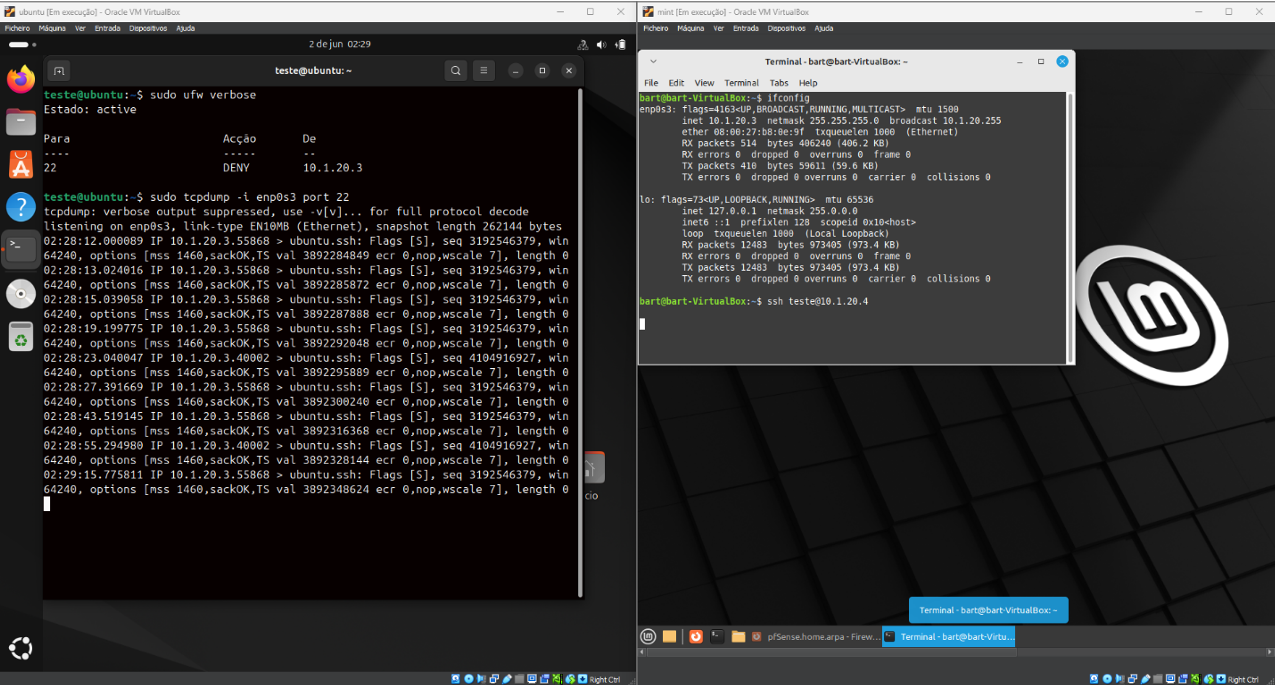 ubuntu [Em execução] - Oracle VM VirtualBox
Ficheiro Máquina Ver Entrada Dispositivos Ajuda
2 de jun 02:29
teste@ubuntu: ~
teste@ubuntu:~$ sudo ufw verbose
Estado: active
Para Acção De
---- ----- --
22 DENY 10.1.20.3
teste@ubuntu:~$ sudo tcpdump -i enp0s3 port 22
tcpdump: verbose output suppressed, use -v[v]... for full protocol decode
listening on enp0s3, link-type EN10MB (Ethernet), snapshot length 262144 bytes
02:28:12.000089 IP 10.1.20.3.55868 > ubuntu.ssh: Flags [S], seq 3192546379, win
64240, options [mss 1460,sackOK,TS val 3892284849 ecr 0,nop,wscale 7], length 0
02:28:13.024016 IP 10.1.20.3.55868 > ubuntu.ssh: Flags [S], seq 3192546379, win
64240, options [mss 1460,sackOK,TS val 3892285872 ecr 0,nop,wscale 7], length 0
02:28:15.039058 IP 10.1.20.3.55868 > ubuntu.ssh: Flags [S], seq 3192546379, win
64240, options [mss 1460,sackOK,TS val 3892287888 ecr 0,nop,wscale 7], length 0
02:28:19.199775 IP 10.1.20.3.55868 > ubuntu.ssh: Flags [S], seq 3192546379, win
64240, options [mss 1460,sackOK,TS val 3892292048 ecr 0,nop,wscale 7], length 0
02:28:23.040047 IP 10.1.20.3.40002 > ubuntu.ssh: Flags [S], seq 4104916927, win
64240, options [mss 1460,sackOK,TS val 3892295889 ecr 0,nop,wscale 7], length 0
02:28:27.391669 IP 10.1.20.3.55868 > ubuntu.ssh: Flags [S], seq 3192546379, win
64240, options [mss 1460,sackOK,TS val 3892300240 ecr 0,nop,wscale 7], length 0
02:28:43.519145 IP 10.1.20.3.55868 > ubuntu.ssh: Flags [S], seq 3192546379, win
64240, options [mss 1460,sackOK,TS val 3892316368 ecr 0,nop,wscale 7], length 0
02:28:55.294980 IP 10.1.20.3.40002 > ubuntu.ssh: Flags [S], seq 4104916927, win
64240, options [mss 1460,sackOK,TS val 3892328144 ecr 0,nop,wscale 7], length 0
02:29:15.775811 IP 10.1.20.3.55868 > ubuntu.ssh: Flags [S], seq 3192546379, win
64240, options [mss 1460,sackOK,TS val 3892348624 ecr 0,nop,wscale 7], length 0
cio
Right Ctrl
mint [Em execução] - Oracle VM VirtualBox
Ficheiro Máquina Ver Entrada Dispositivos Ajuda
Terminal - bart@bart-VirtualBox: ~
File Edit View Terminal Tabs Help
bart@bart-VirtualBox:~$ ifconfig
enp0s3: flags=4163<UP,BROADCAST,RUNNING,MULTICAST> mtu 1500
inet 10.1.20.3 netmask 255.255.255.0 broadcast 10.1.20.255
ether 08:00:27:b8:0e:9f txqueuelen 1000 (Ethernet)
RX packets 514 bytes 406240 (406.2 KB)
RX errors 0 dropped 0 overruns 0 frame 0
TX packets 410 bytes 59611 (59.6 KB)
TX errors 0 dropped 0 overruns 0 carrier 0 collisions 0
lo: flags=73<UP,LOOPBACK,RUNNING> mtu 65536
inet 127.0.0.1 netmask 255.0.0.0
inet6 ::1 prefixlen 128 scopeid 0x10<host>
loop txqueuelen 1000 (Local Loopback)
RX packets 12483 bytes 973405 (973.4 KB)
RX errors 0 dropped 0 overruns 0 frame 0
TX packets 12483 bytes 973405 (973.4 KB)
TX errors 0 dropped 0 overruns 0 carrier 0 collisions 0
bart@bart-VirtualBox:~$ ssh teste@10.1.20.4
Terminal - bart@bart-VirtualBox: ~
pfSense.home.arpa - Firew...
Terminal - bart@bart-Virtu...
Right Ctrl